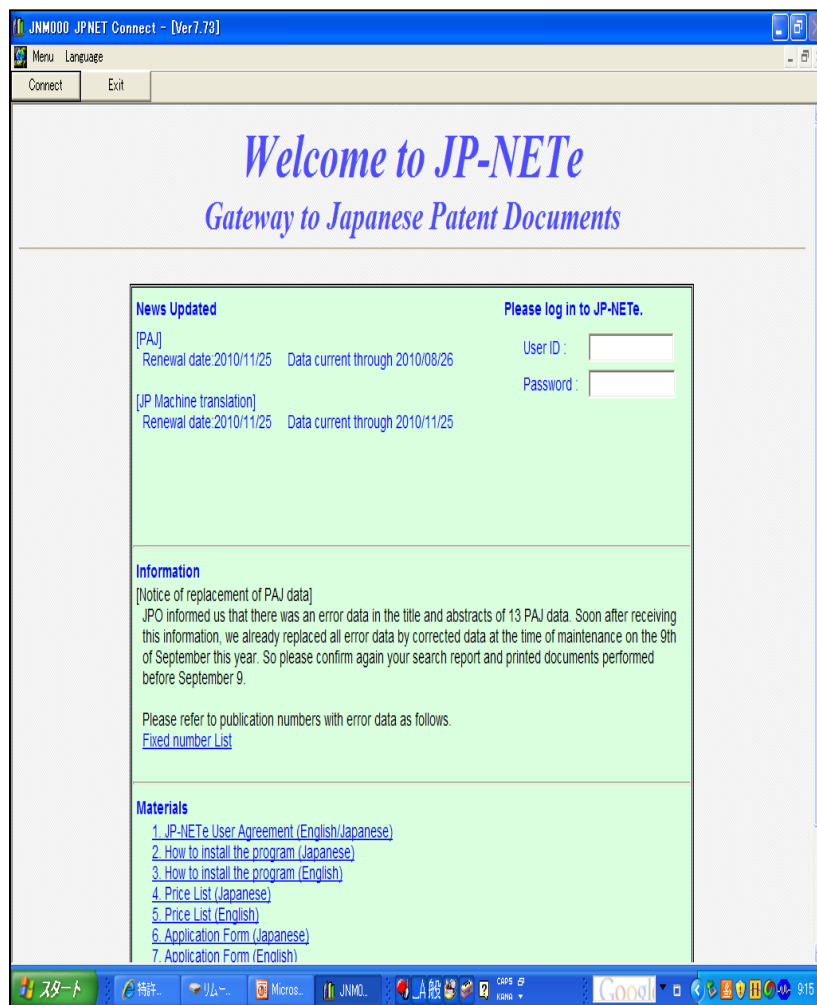 JNM000 JPNET Connect - [Ver7.73]
Menu Language
Connect Exit
Welcome to JP-NETe
Gateway to Japanese Patent Documents
News Updated
[PAJ]
Renewal date:2010/11/25 Data current through 2010/08/26
[JP Machine translation]
Renewal date:2010/11/25 Data current through 2010/11/25
Please log in to JP-NETe.
User ID :
Password :
Information
[Notice of replacement of PAJ data]
JPO informed us that there was an error data in the title and abstracts of 13 PAJ data. Soon after receiving
this information, we already replaced all error data by corrected data at the time of maintenance on the 9th
of September this year. So please confirm again your search report and printed documents performed
before September 9.
Please refer to publication numbers with error data as follows.
Fixed number List
Materials
1. JP-NETe User Agreement (English/Japanese)
2. How to install the program (Japanese)
3. How to install the program (English)
4. Price List (Japanese)
5. Price List (English)
6. Application Form (Japanese)
7. Application Form (English)
スタート 特許... リムー... Micros... JNM0... A般 CAPS KANA Google 9:15